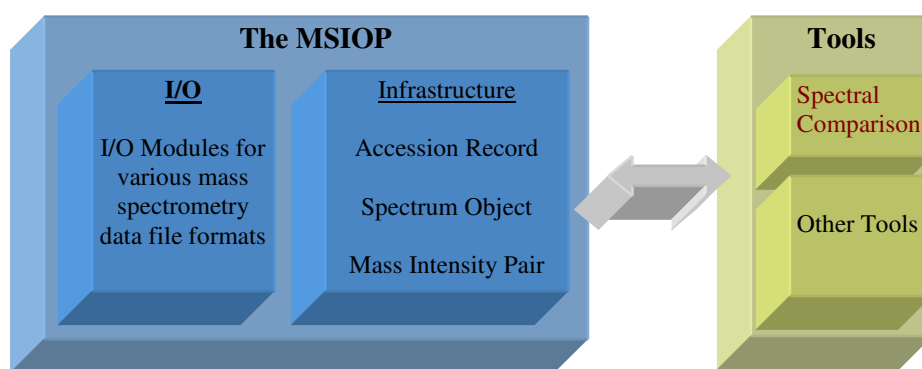 The MSIOP
I/O
I/O Modules for
various mass
spectrometry
data file formats
Infrastructure
Accession Record
Spectrum Object
Mass Intensity Pair
Tools
Spectral
Comparison
Other Tools